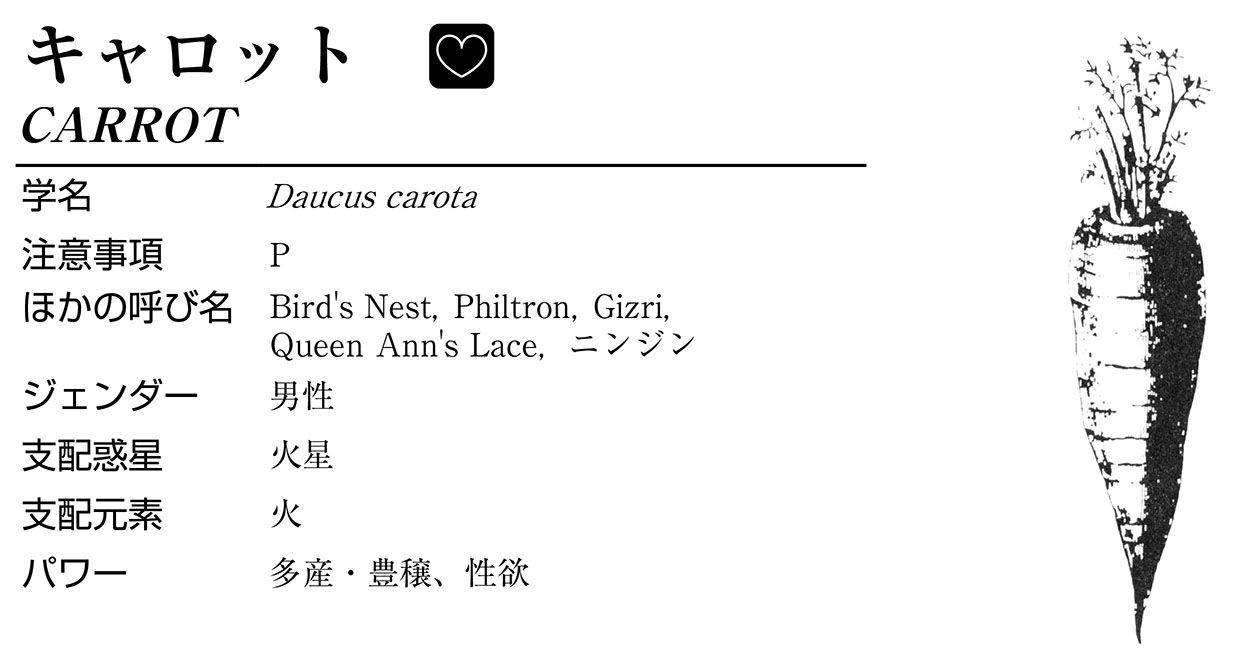 キャロット
CARROT
学名 Daucus carota
注意事項 P
ほかの呼び名 Bird's Nest, Philtron, Gizri,
Queen Ann's Lace, ニンジン
ジェンダー 男性
支配惑星 火星
支配元素 火
パワー 多産・豊穣、性欲